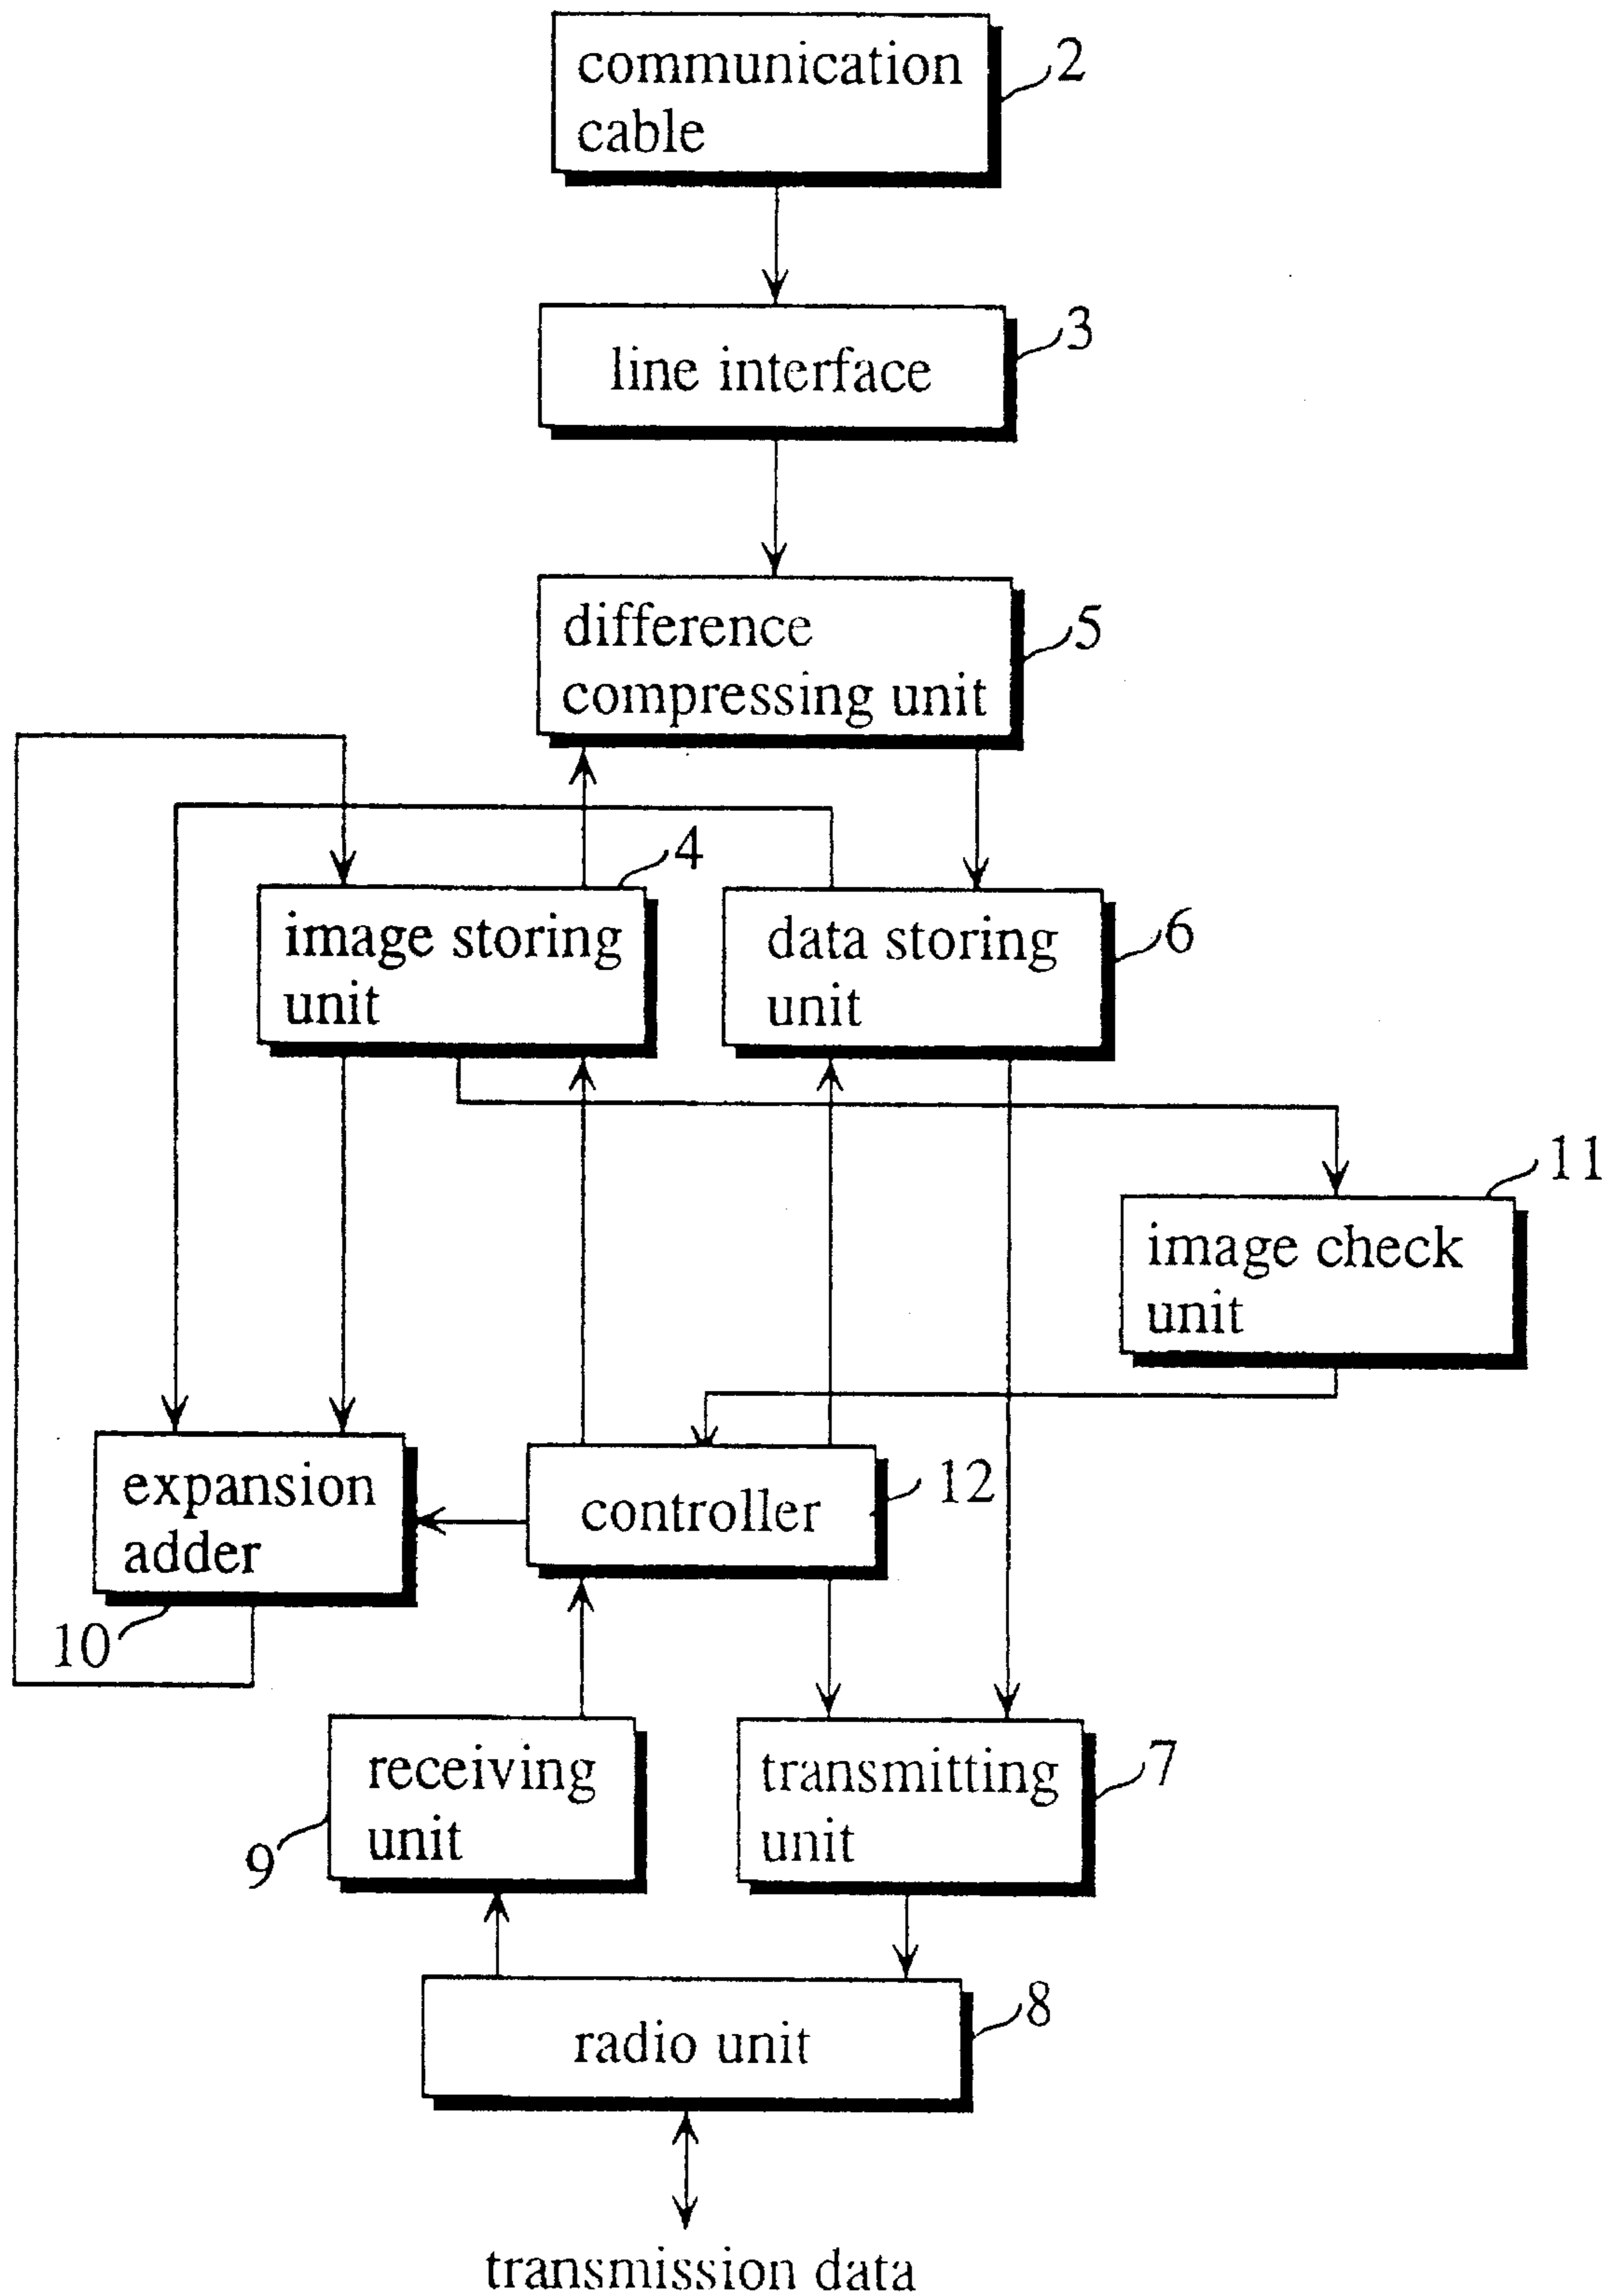 communication
cable
2
line interface
3
difference
compressing unit
5
image storing
unit
4
data storing
unit
6
image check
unit
11
expansion
adder
10
controller
12
receiving
unit
9
transmitting
unit
7
radio unit
8
transmission data